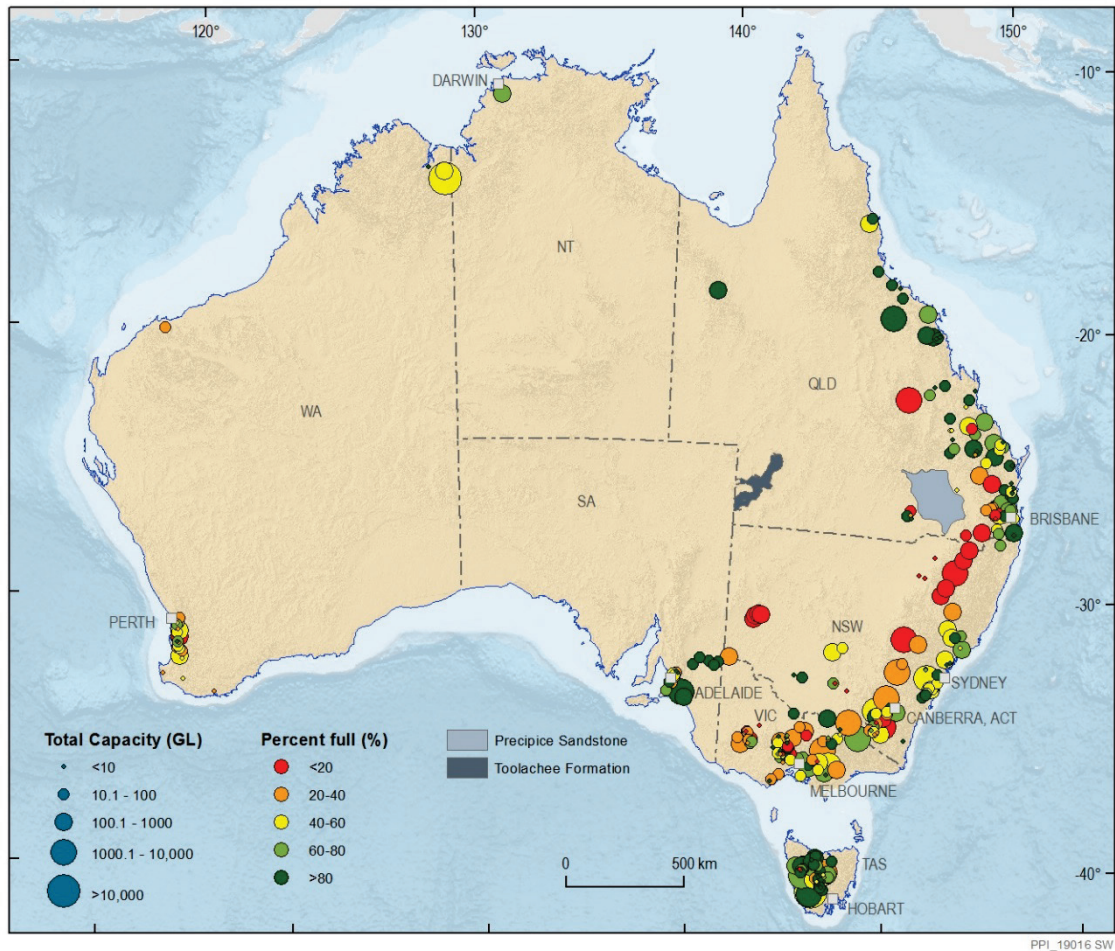 120° 130° 140° 150°
-10°
DARWIN
NT
-20°
QLD
WA
SA
BRISBANE
-30°
PERTH
NSW
SYDNEY
ADELAIDE
CANBERRA, ACT
VIC
MELBOURNE
Total Capacity (GL)
<10
10.1 - 100
100.1 - 1000
1000.1 - 10,000
>10,000
Percent full (%)
<20
20-40
40-60
60-80
>80
Precipice Sandstone
Toolachee Formation
0 500 km
TAS
-40°
HOBART
PPI_19016 SW